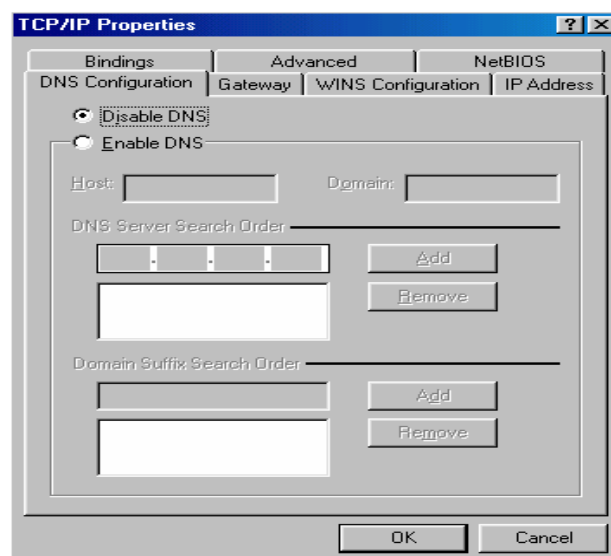 TCP/IP Properties
Bindings Advanced NetBIOS
DNS Configuration Gateway WINS Configuration IP Address
Disable DNS
Enable DNS
Host: Domain:
DNS Server Search Order
Add
Remove
Domain Suffix Search Order
Add
Remove
OK Cancel